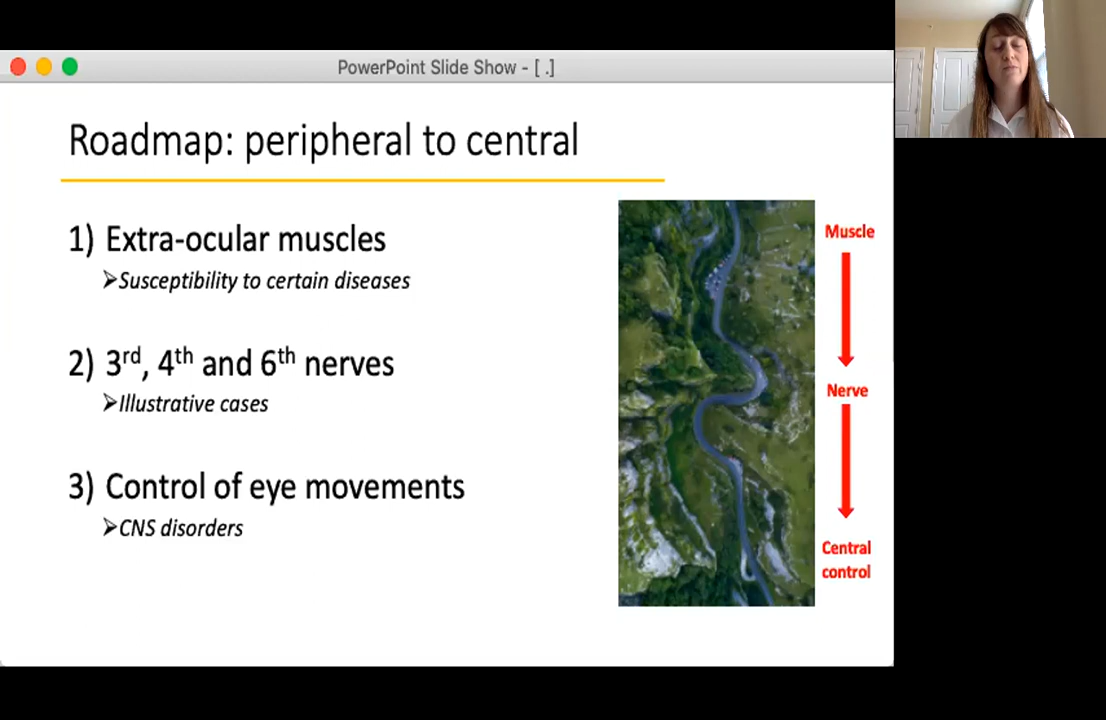 PowerPoint Slide Show - [ .]
Roadmap: peripheral to central
1) Extra-ocular muscles
➢Susceptibility to certain diseases
2) 3rd, 4th and 6th nerves
➢Illustrative cases
3) Control of eye movements
➢CNS disorders
Muscle
Nerve
Central
control